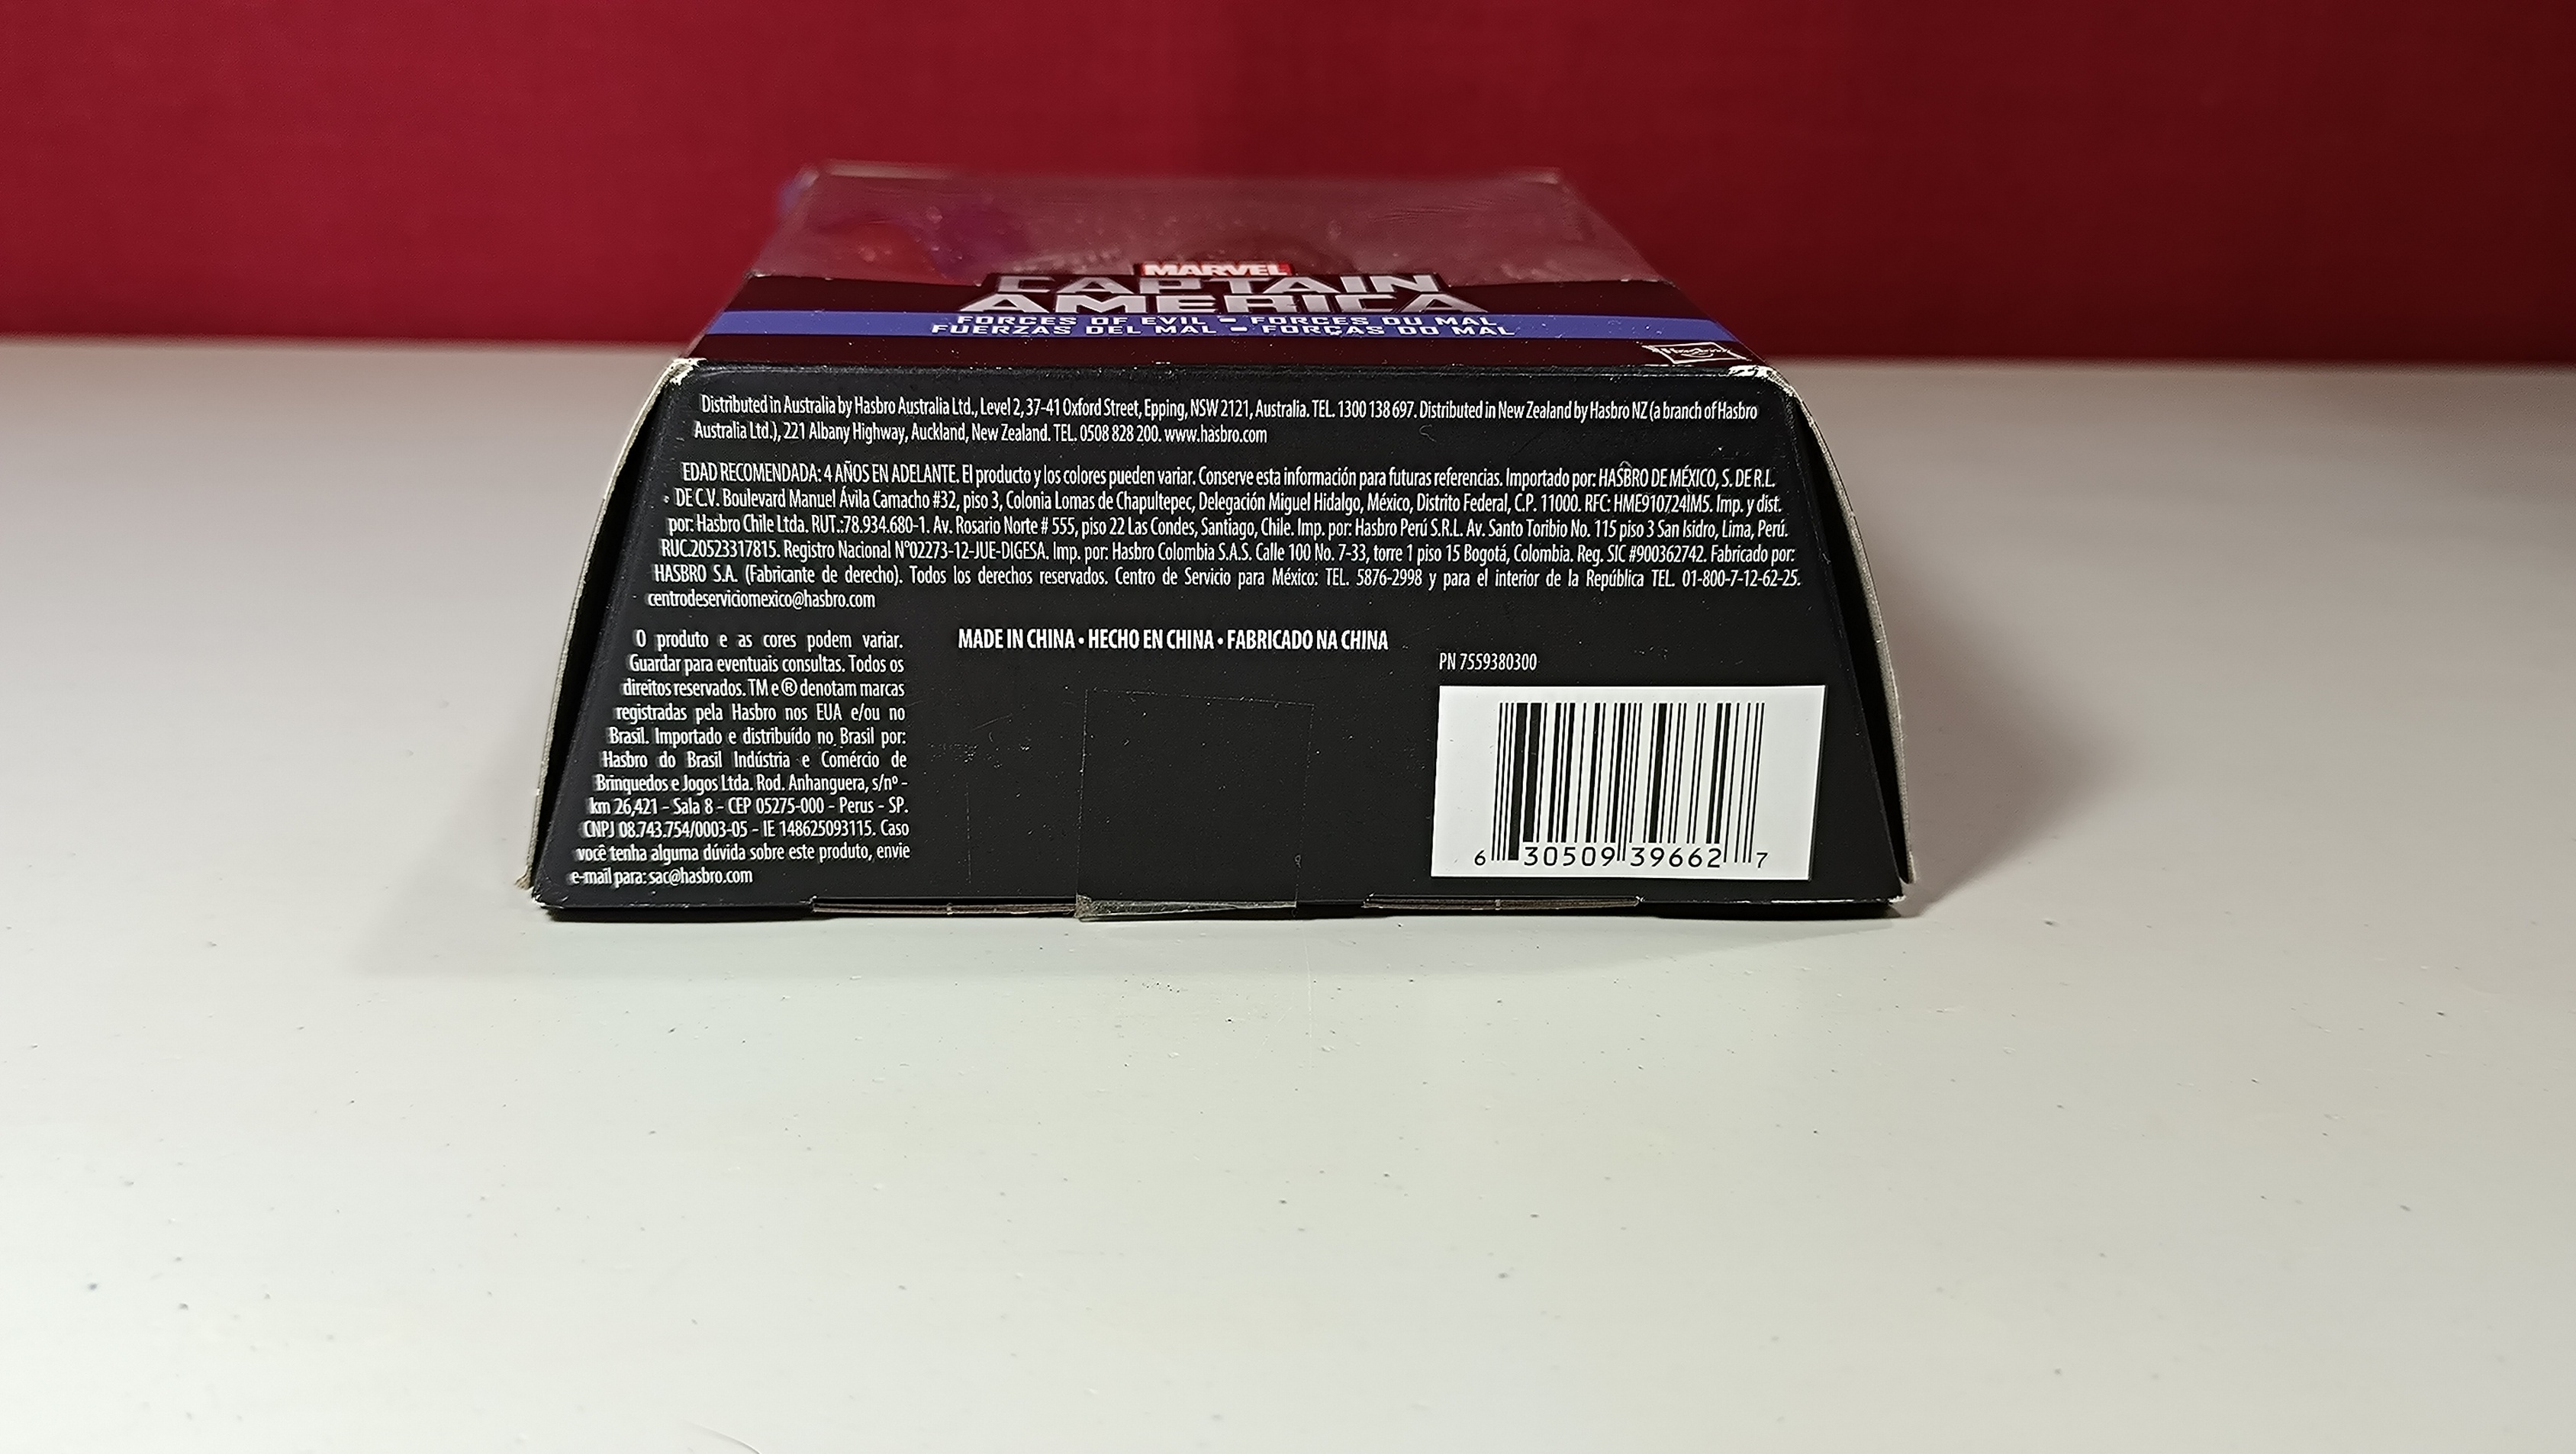 MARVEL
CAPTAIN
AMERICA
FORCES OF EVIL - FORCES DU MAL
FUERZAS DEL MAL - FORÇAS DO MAL
Hasbro
Distributed in Australia by Hasbro Australia Ltd., Level 2, 37-41 Oxford Street, Epping, NSW 2121, Australia. TEL. 1300 138 697. Distributed in New Zealand by Hasbro NZ (a branch of Hasbro
Australia Ltd.), 221 Albany Highway, Auckland, New Zealand. TEL. 0508 828 200. www.hasbro.com
EDAD RECOMENDADA: 4 AÑOS EN ADELANTE. El producto y los colores pueden variar. Conserve esta información para futuras referencias. Importado por: HASBRO DE MÉXICO, S. DE R.L.
DE C.V. Boulevard Manuel Ávila Camacho #32, piso 3, Colonia Lomas de Chapultepec, Delegación Miguel Hidalgo, México, Distrito Federal, C.P. 11000. RFC: HME910724IM5. Imp. y dist.
por: Hasbro Chile Ltda. RUT.:78.934.680-1. Av. Rosario Norte # 555, piso 22 Las Condes, Santiago, Chile. Imp. por: Hasbro Perú S.R.L. Av. Santo Toribio No. 115 piso 3 San Isidro, Lima, Perú.
RUC.20523317815. Registro Nacional N°02273-12-JUE-DIGESA. Imp. por: Hasbro Colombia S.A.S. Calle 100 No. 7-33, torre 1 piso 15 Bogotá, Colombia. Reg. SIC #900362742. Fabricado por:
HASBRO S.A. (Fabricante de derecho). Todos los derechos reservados. Centro de Servicio para México: TEL. 5876-2998 y para el interior de la República TEL. 01-800-7-12-62-25.
centrodeserviciomexico@hasbro.com
O produto e as cores podem variar.
Guardar para eventuais consultas. Todos os
direitos reservados. TM e ® denotam marcas
registradas pela Hasbro nos EUA e/ou no
Brasil. Importado e distribuído no Brasil por:
Hasbro do Brasil Indústria e Comércio de
Brinquedos e Jogos Ltda. Rod. Anhanguera, s/nº -
km 26,421 - Sala 8 - CEP 05275-000 - Perus - SP.
CNPJ 08.743.754/0003-05 - IE 148625093115. Caso
você tenha alguma dúvida sobre este produto, envie
e-mail para: sac@hasbro.com
MADE IN CHINA • HECHO EN CHINA • FABRICADO NA CHINA
PN 7559380300
6 30509 39662 7